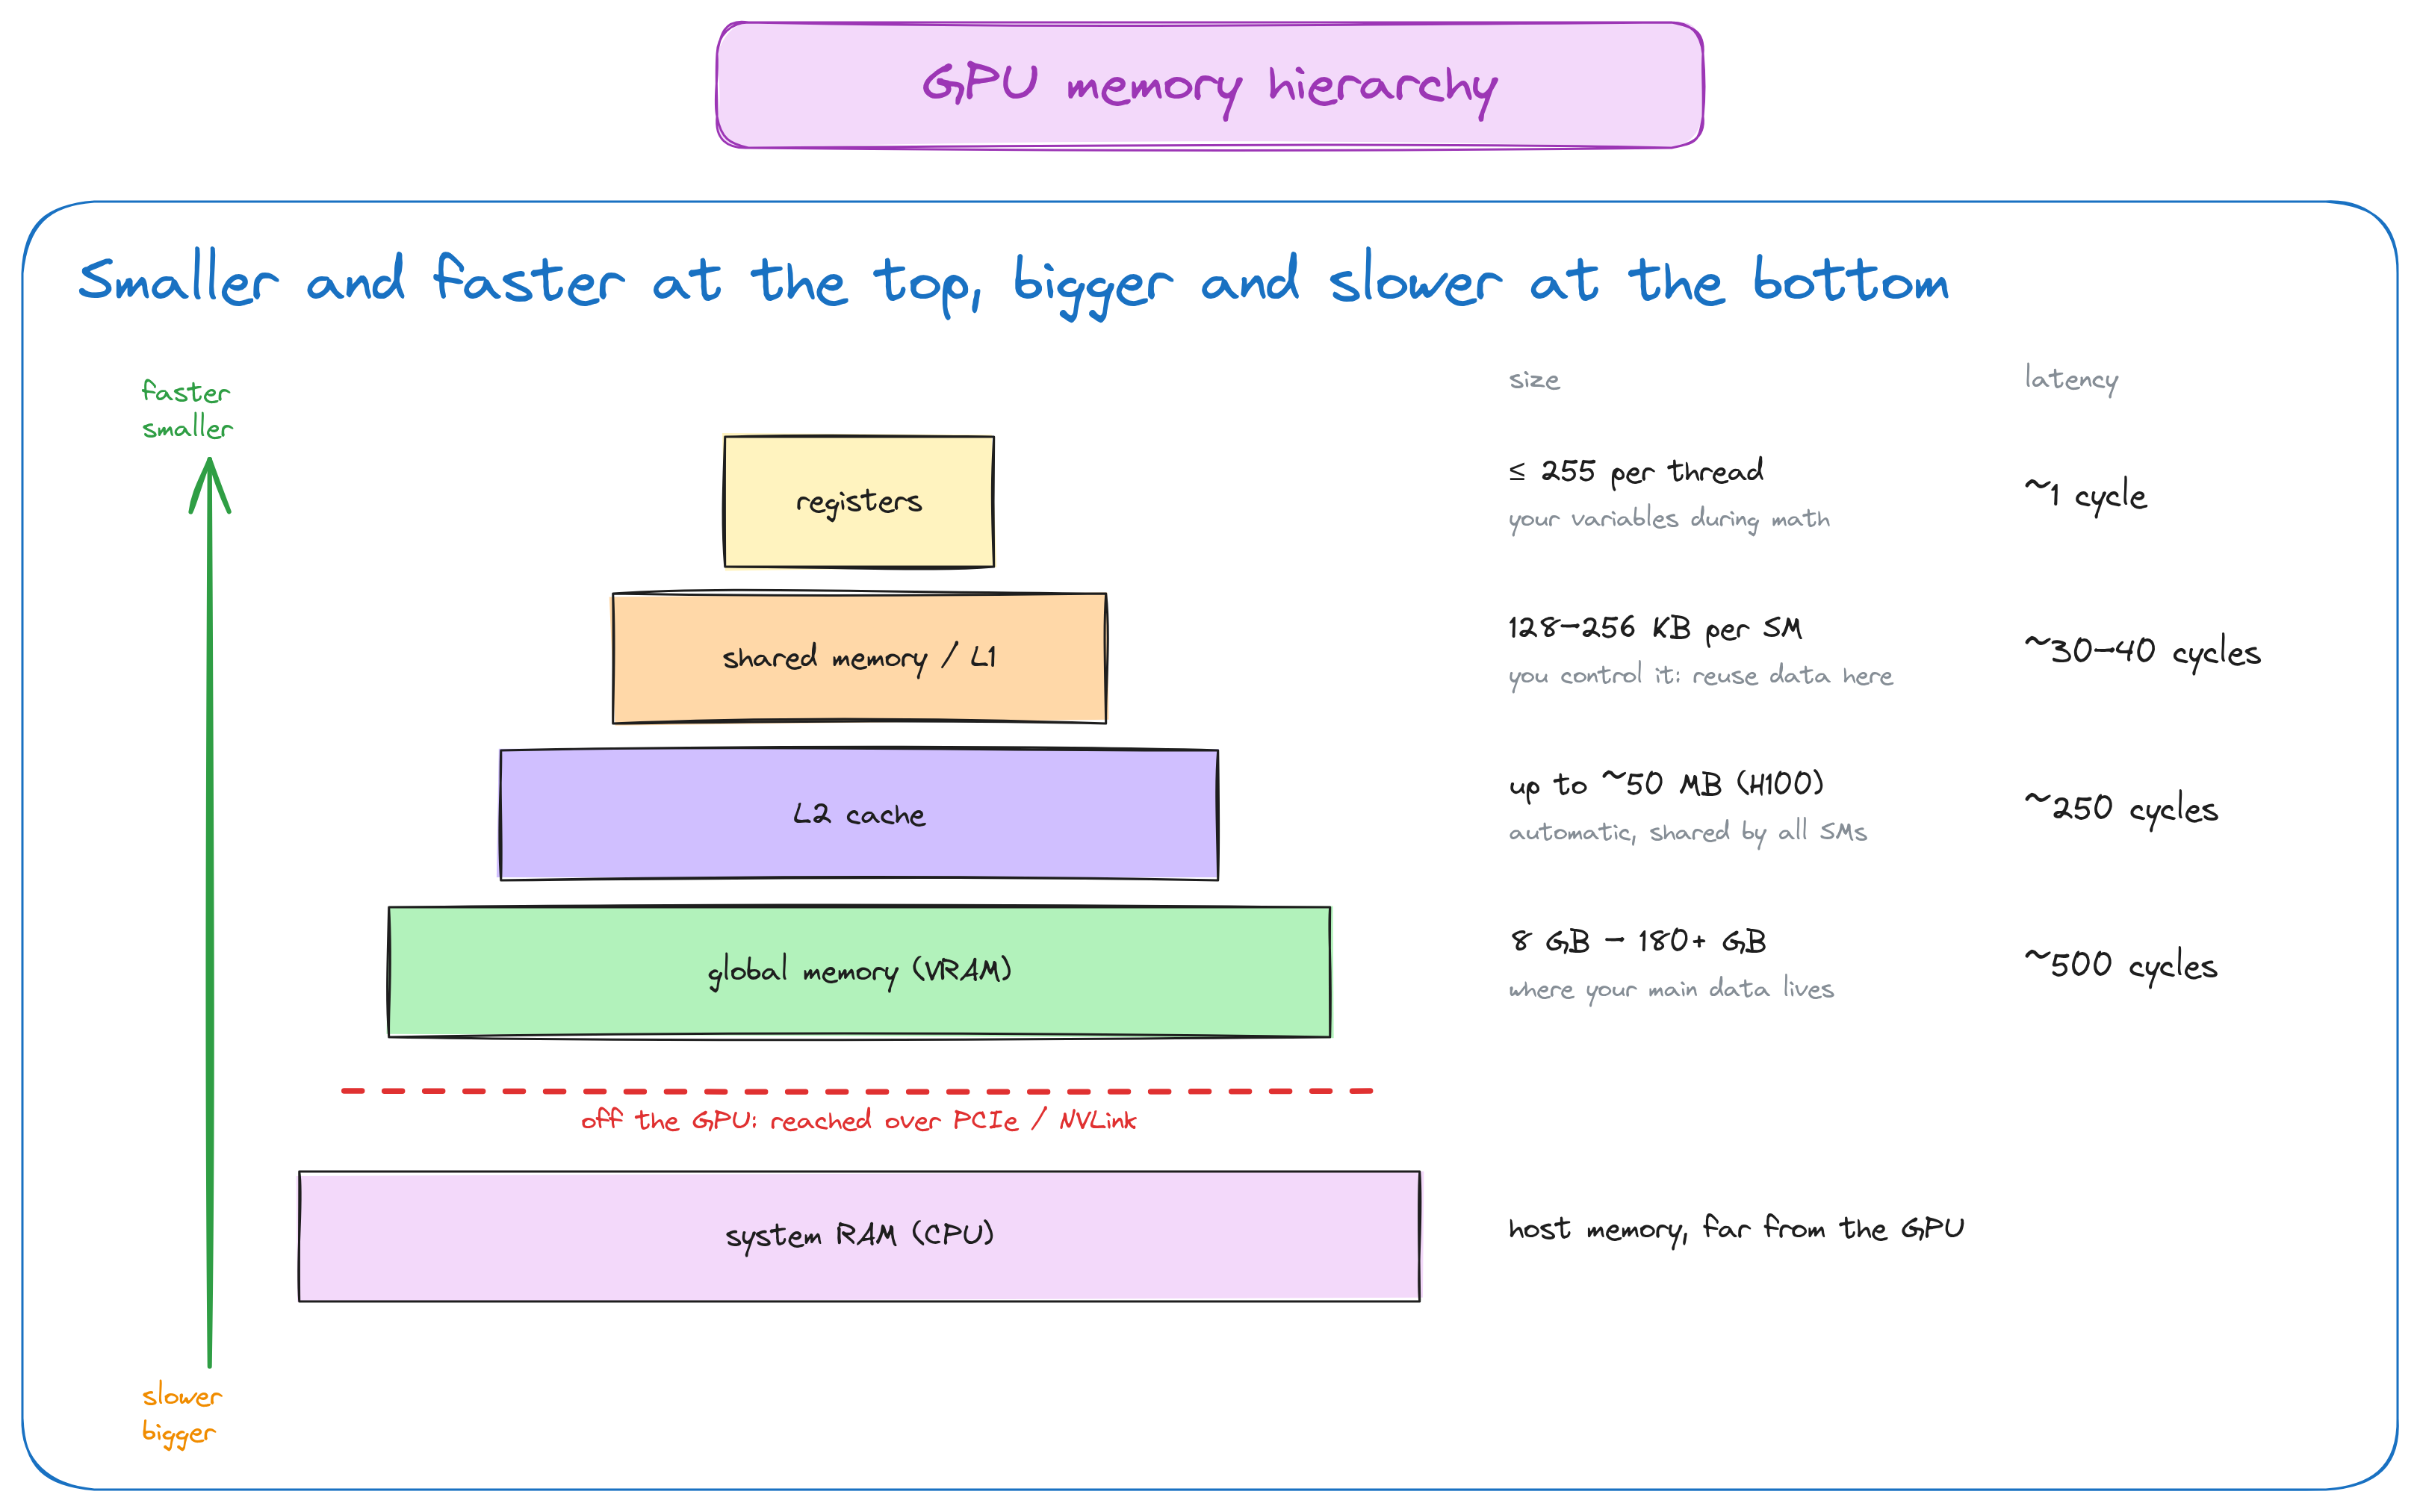 GPU memory hierarchy
Smaller and faster at the top, bigger and slower at the bottom
faster
smaller
size
latency
registers
≤ 255 per thread
your variables during math
~1 cycle
shared memory / L1
128–256 KB per SM
you control it: reuse data here
~30–40 cycles
L2 cache
up to ~50 MB (H100)
automatic, shared by all SMs
~250 cycles
global memory (VRAM)
8 GB – 180+ GB
where your main data lives
~500 cycles
off the GPU: reached over PCIe / NVLink
system RAM (CPU)
host memory, far from the GPU
slower
bigger